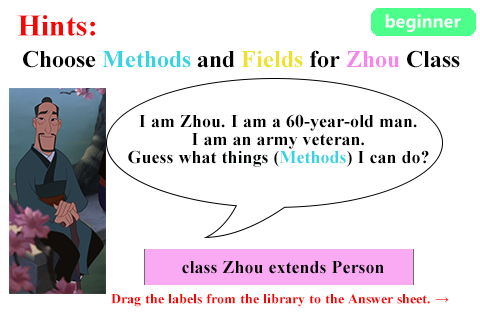 Hints:
beginner
Choose Methods and Fields for Zhou Class
I am Zhou. I am a 60-year-old man.
I am an army veteran.
Guess what things (Methods) I can do?
class Zhou extends Person
Drag the labels from the library to the Answer sheet. →